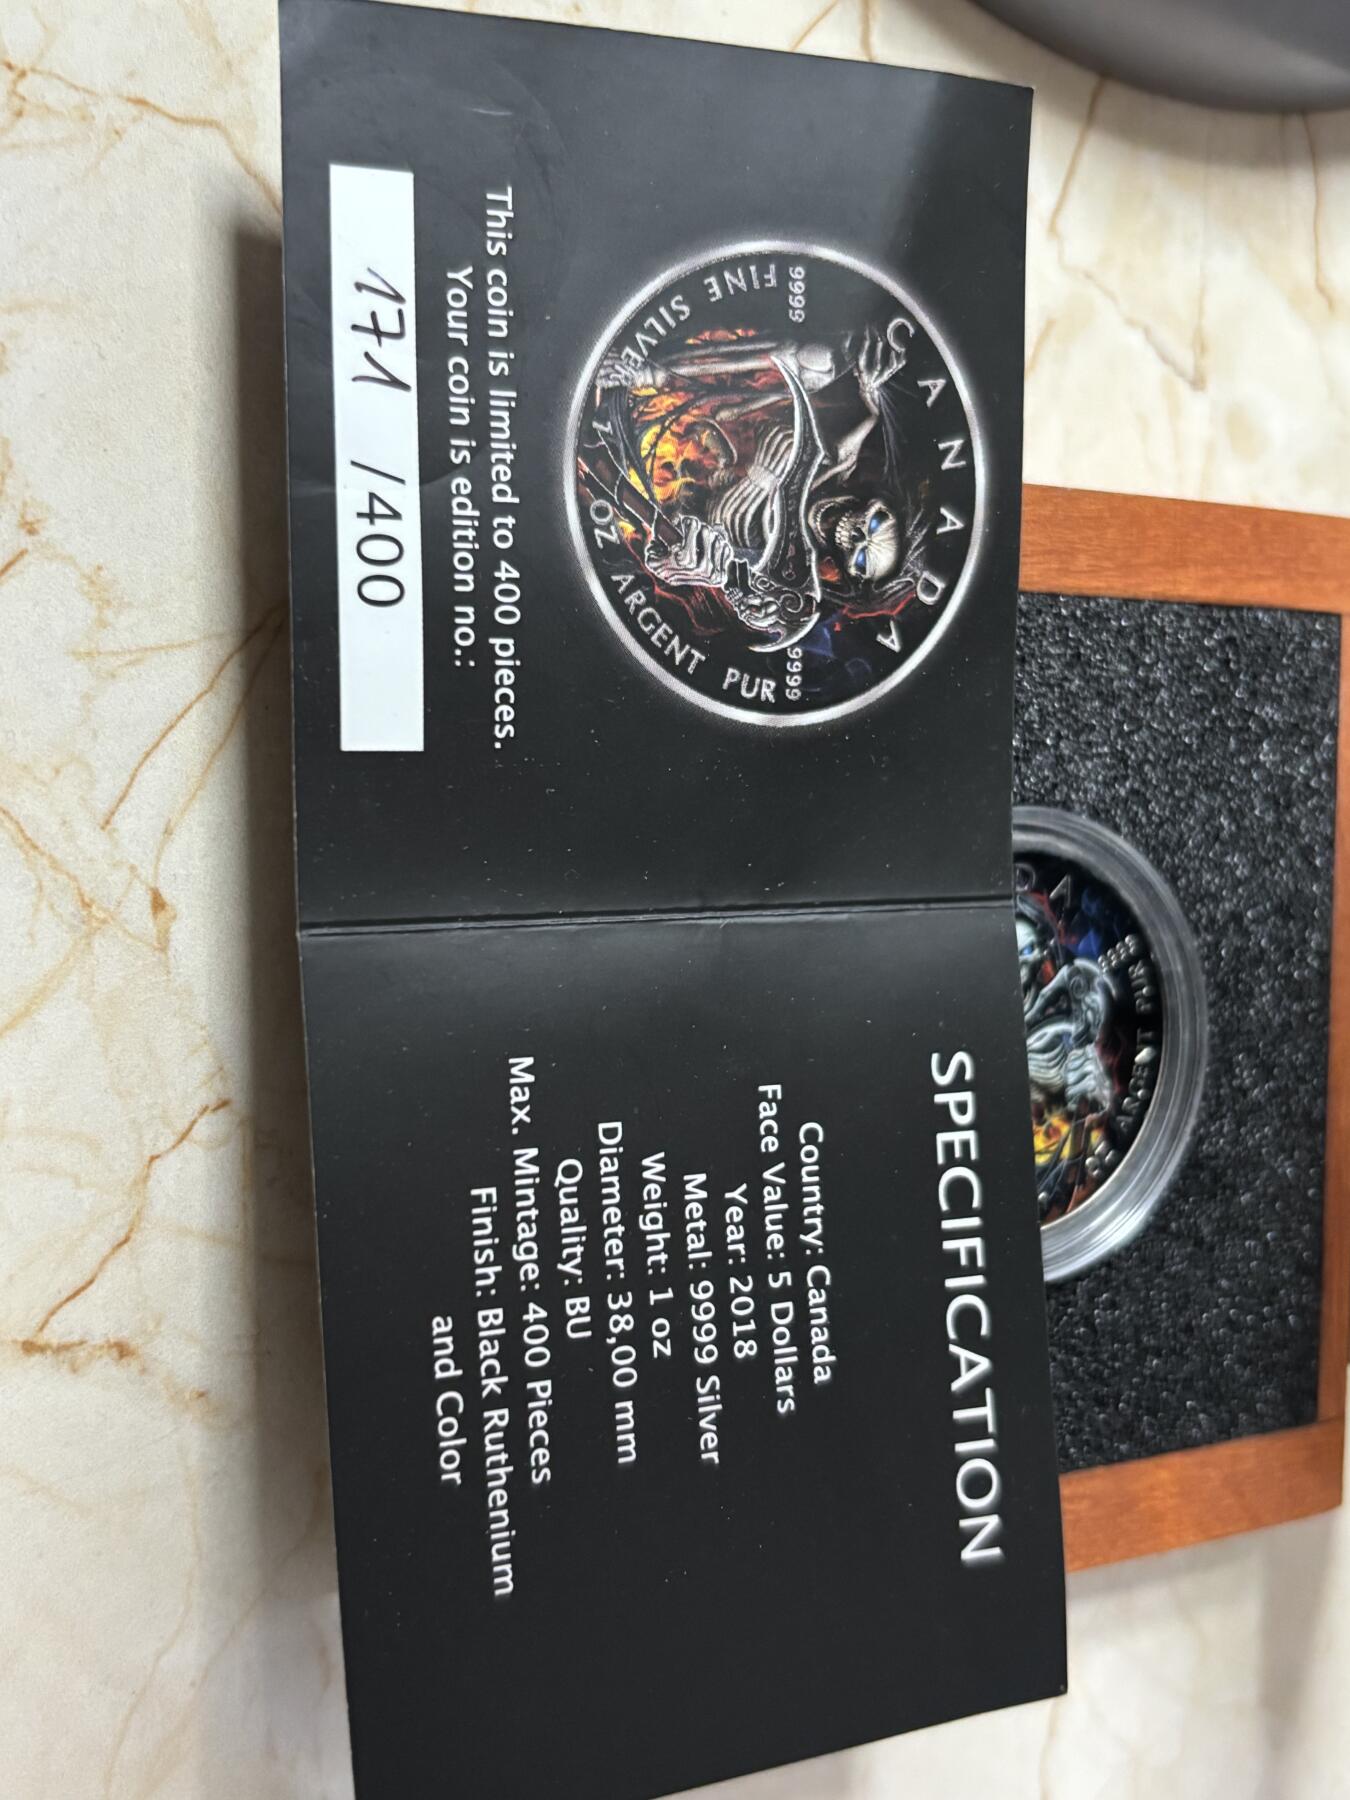 CANADA
9999
9999
FINE SILVER 1 OZ ARGENT PUR
This coin is limited to 400 pieces.
Your coin is edition no.:
171 /400
SPECIFICATION
Country: Canada
Face Value: 5 Dollars
Year: 2018
Metal: 9999 Silver
Weight: 1 oz
Diameter: 38,00 mm
Quality: BU
Max. Mintage: 400 Pieces
Finish: Black Ruthenium
and Color
PUR